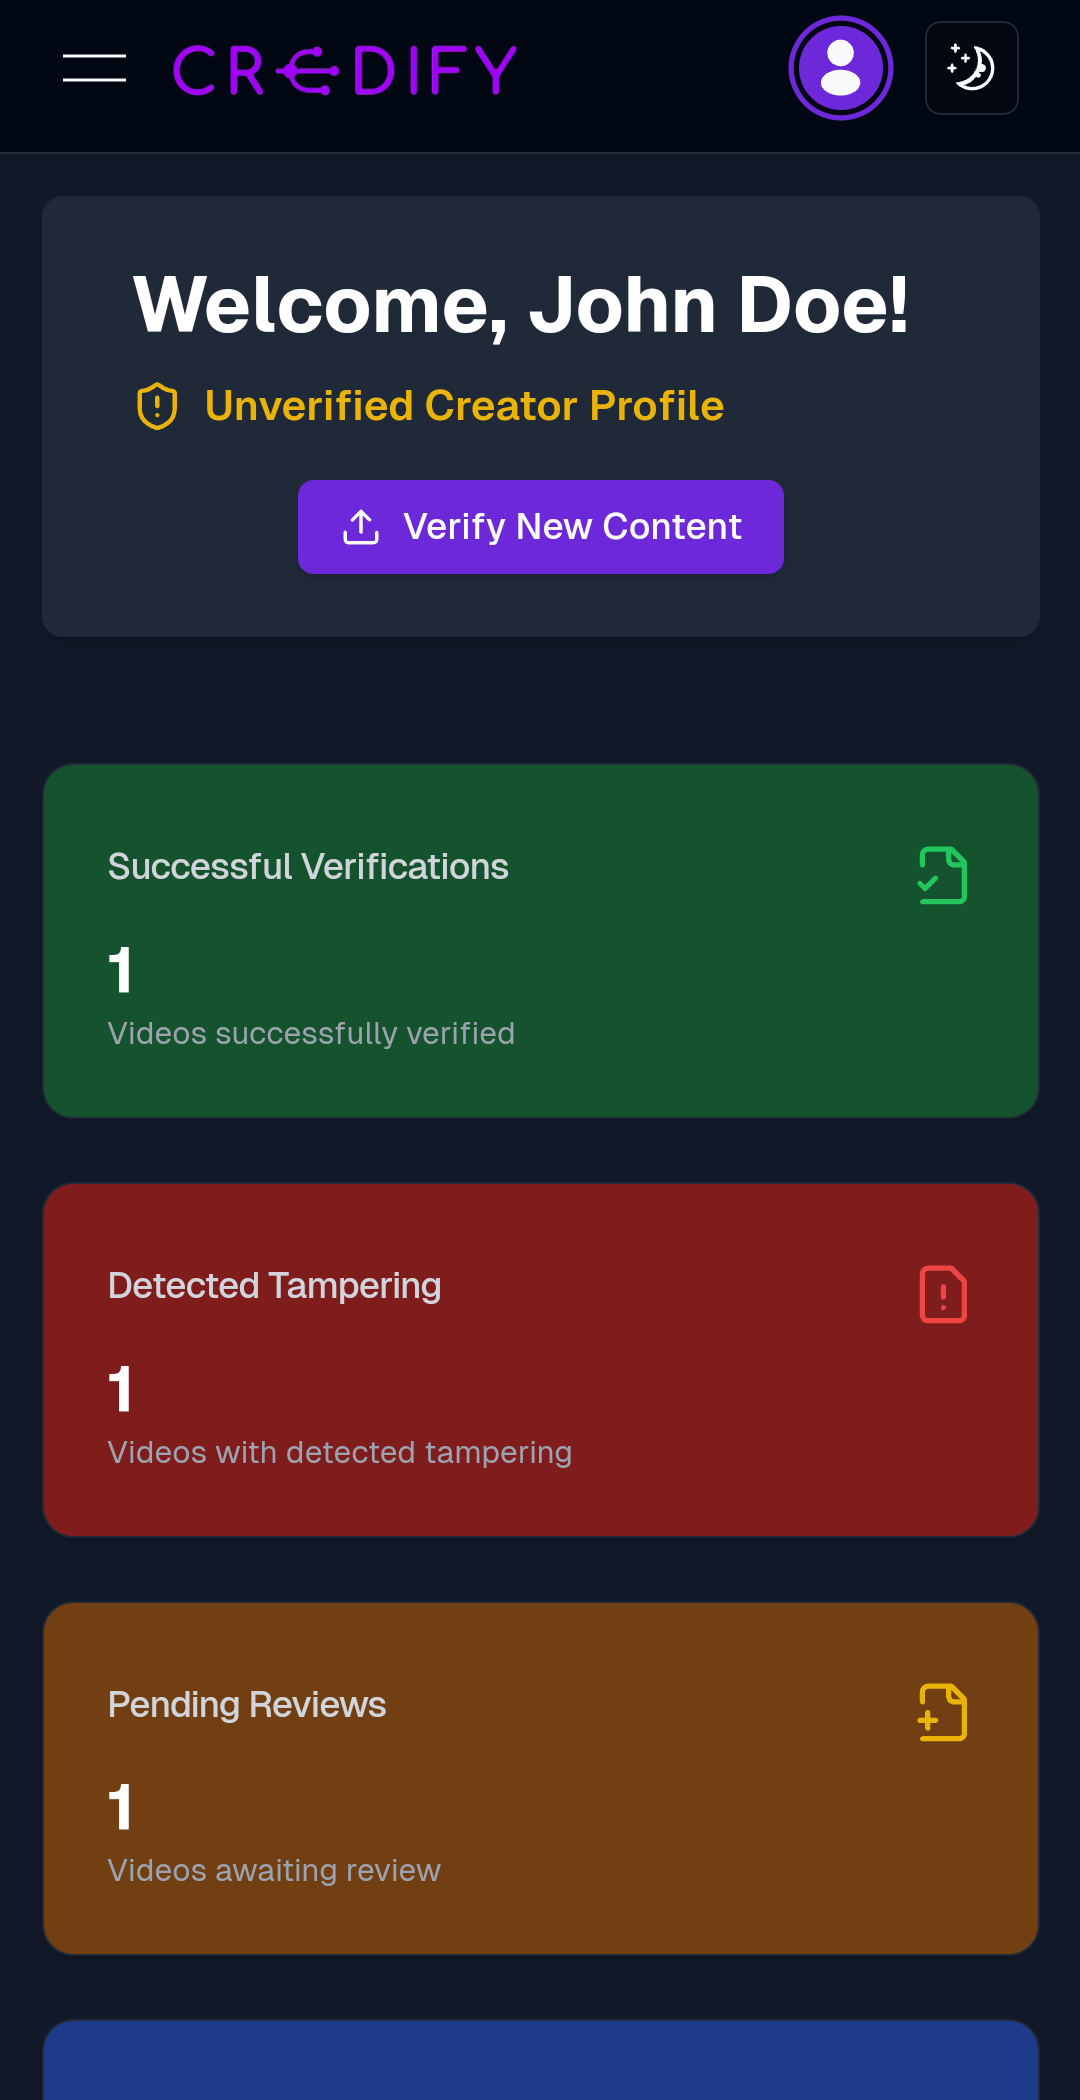 CREDIFY
Welcome, John Doe!
Unverified Creator Profile
Verify New Content
Successful Verifications
1
Videos successfully verified
Detected Tampering
1
Videos with detected tampering
Pending Reviews
1
Videos awaiting review